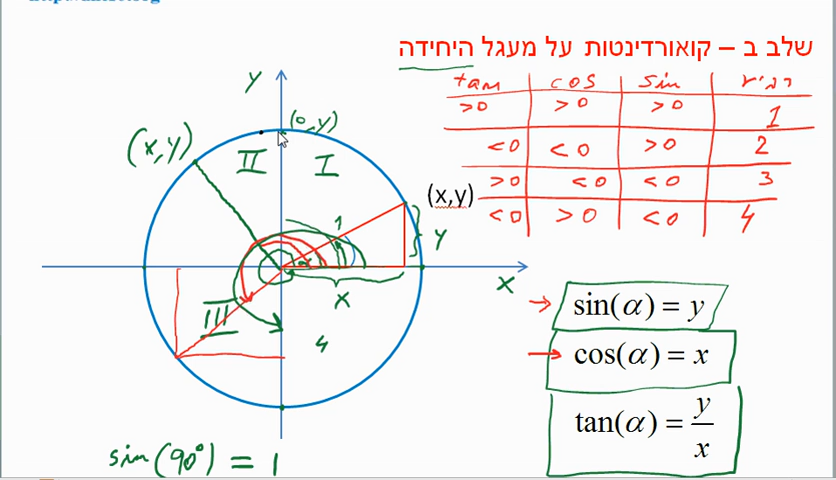 שלב ב – קואורדינטות על מעגל היחידה
tan cos sin רביע
>0 >0 >0 1
<0 <0 >0 2
>0 <0 <0 3
<0 >0 <0 4
y
(0,y)
(x,y)
II I
(x,y)
1
y
α
x
x
III
4
sin(α) = y
cos(α) = x
tan(α) = y/x
sin(90°) = 1